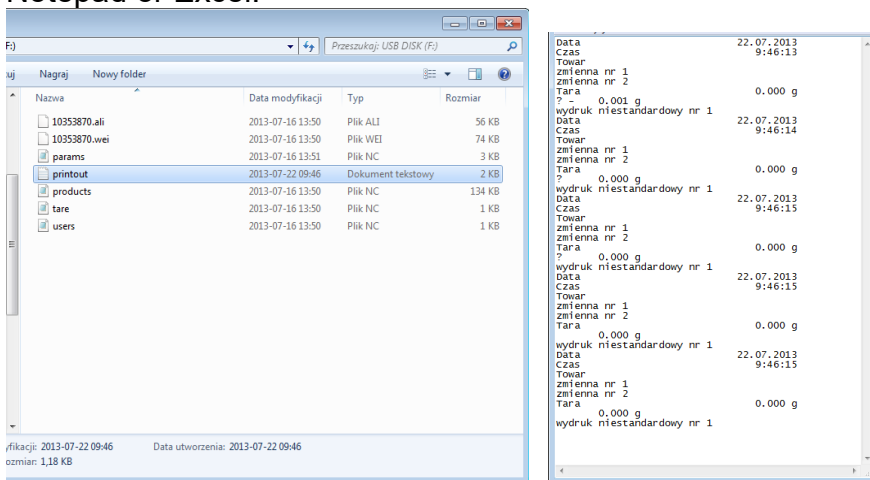 Notepad or Excel.
F:)
Przeszukaj: USB DISK (F:)
uj Nagraj Nowy folder
Nazwa Data modyfikacji Typ Rozmiar
10353870.ali 2013-07-16 13:50 Plik ALI 56 KB
10353870.wei 2013-07-16 13:50 Plik WEI 74 KB
params 2013-07-16 13:51 Plik NC 3 KB
printout 2013-07-22 09:46 Dokument tekstowy 2 KB
products 2013-07-16 13:50 Plik NC 134 KB
tare 2013-07-16 13:50 Plik NC 1 KB
users 2013-07-16 13:50 Plik NC 1 KB
yfikacji: 2013-07-22 09:46 Data utworzenia: 2013-07-22 09:46
ozmiar: 1,18 KB
Data 22.07.2013
Czas 9:46:13
Towar
zmienna nr 1
zmienna nr 2
Tara 0.000 g
? - 0.001 g
wydruk niestandardowy nr 1
Data 22.07.2013
Czas 9:46:14
Towar
zmienna nr 1
zmienna nr 2
Tara 0.000 g
? 0.000 g
wydruk niestandardowy nr 1
Data 22.07.2013
Czas 9:46:15
Towar
zmienna nr 1
zmienna nr 2
Tara 0.000 g
? 0.000 g
wydruk niestandardowy nr 1
Data 22.07.2013
Czas 9:46:15
Towar
zmienna nr 1
zmienna nr 2
Tara 0.000 g
0.000 g
wydruk niestandardowy nr 1
Data 22.07.2013
Czas 9:46:15
Towar
zmienna nr 1
zmienna nr 2
Tara 0.000 g
0.000 g
wydruk niestandardowy nr 1